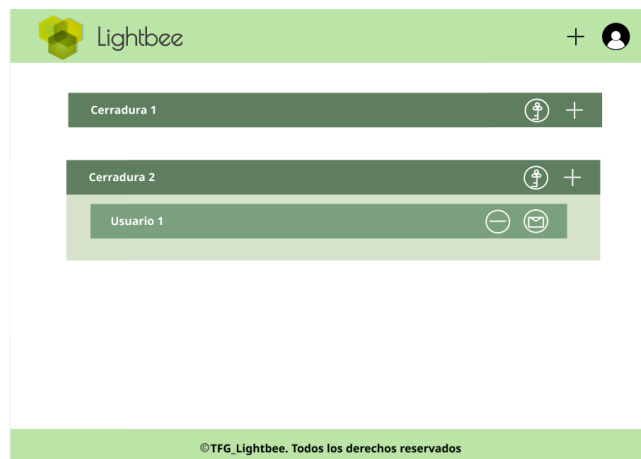 Lightbee
Cerradura 1
Cerradura 2
Usuario 1
©TFG_Lightbee. Todos los derechos reservados